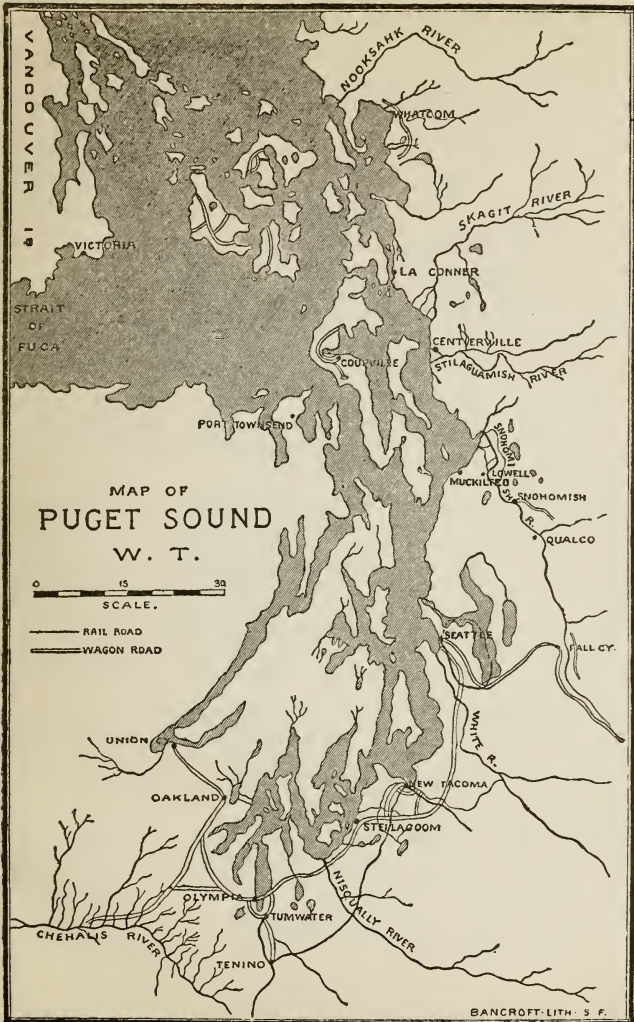 VANCOUVER IS
NOOKSAHK RIVER
WHATCOM
SKAGIT RIVER
VICTORIA
LA CONNER
STRAIT
OF
FUCA
CENTERVILLE
STILAGUAMISH RIVER
COUPVILLE
PORT TOWNSEND
SNOHOMISH R.
LOWELL
MUCKILTEO
SNOHOMISH
QUALCO
MAP OF
PUGET SOUND
W. T.
0 15 30
SCALE.
RAIL ROAD
WAGON ROAD
SEATTLE
FALL CY.
WHITE R.
UNION CY.
NEW TACOMA
OAKLAND
STEILACOOM
OLYMPIA
NISQUALLY RIVER
TUMWATER
CHEHALIS RIVER
TENINO
BANCROFT·LITH·S F.